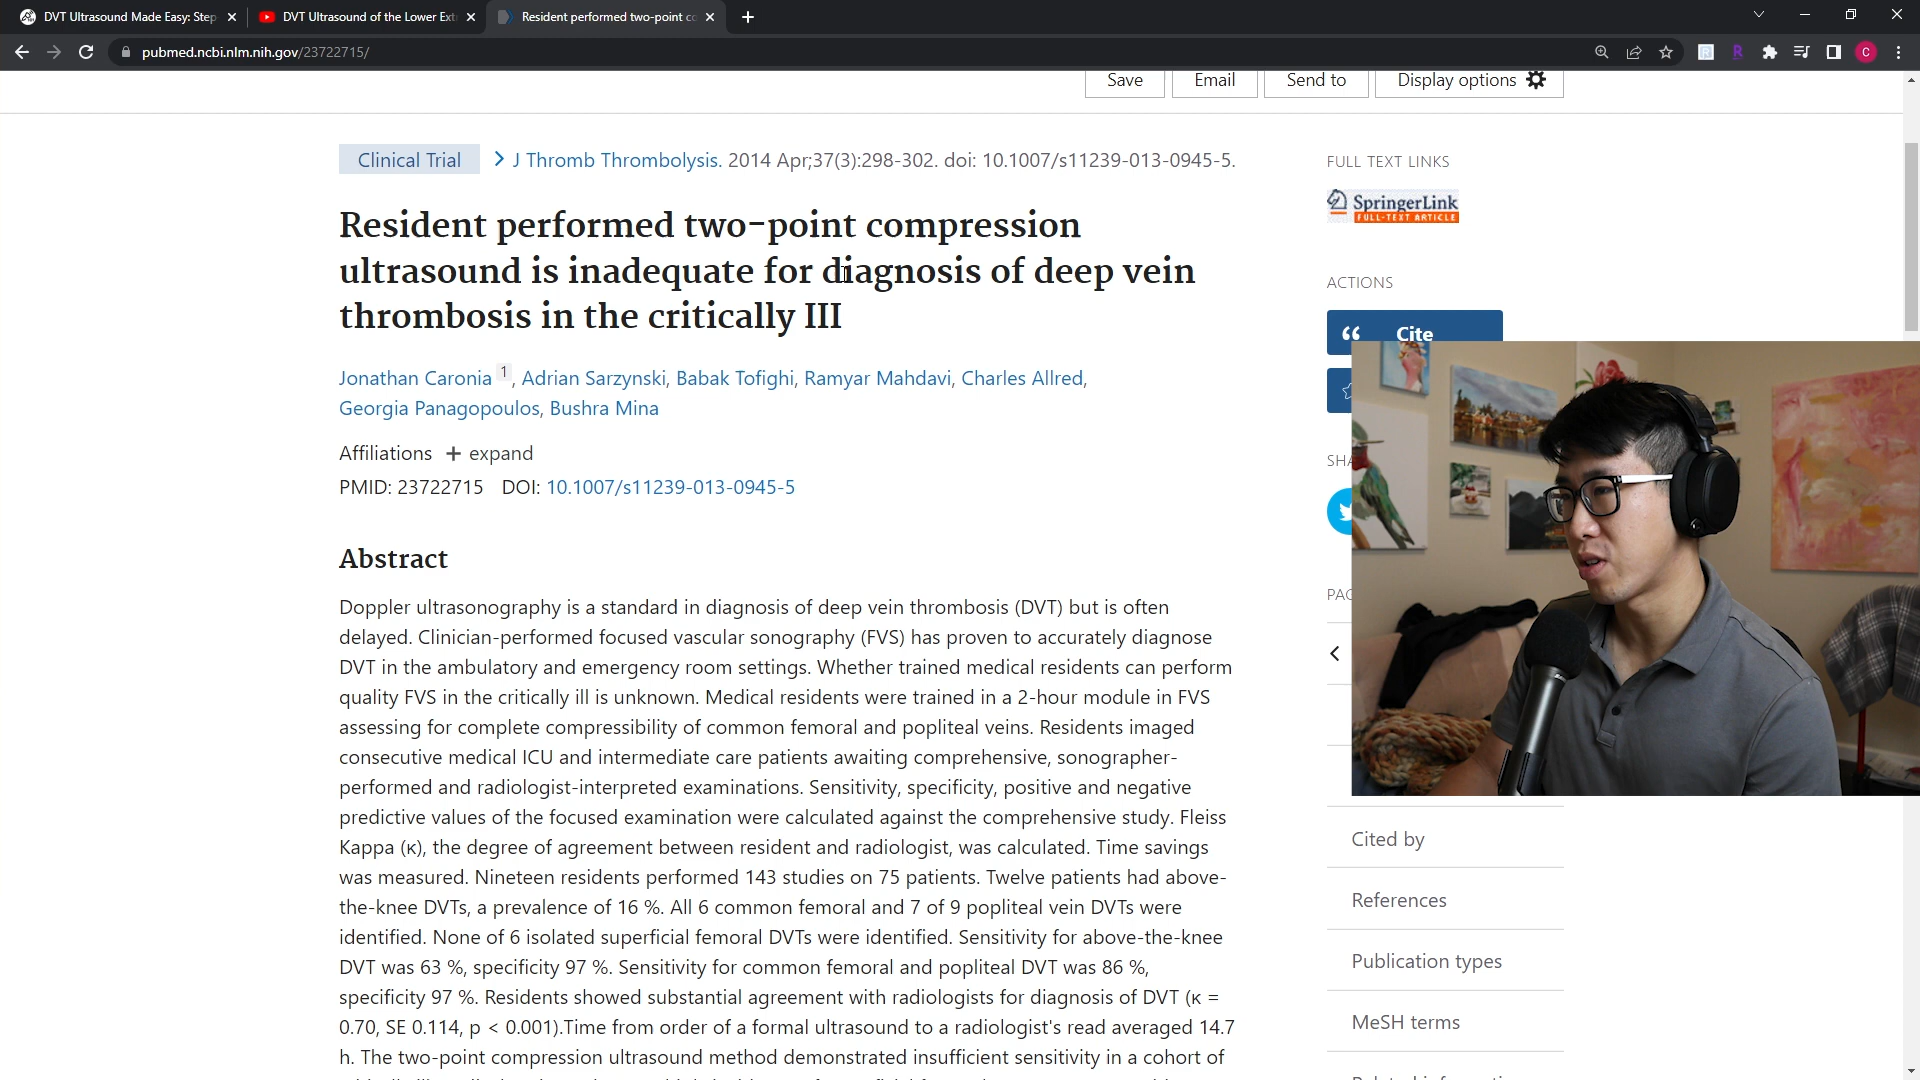 DVT Ultrasound Made Easy: Step
DVT Ultrasound of the Lower Ext
Resident performed two-point co
pubmed.ncbi.nlm.nih.gov/23722715/
C
Save
Email
Send to
Display options
Clinical Trial
J Thromb Thrombolysis. 2014 Apr;37(3):298-302. doi: 10.1007/s11239-013-0945-5.
Resident performed two-point compression
ultrasound is inadequate for diagnosis of deep vein
thrombosis in the critically III
Jonathan Caronia 1, Adrian Sarzynski, Babak Tofighi, Ramyar Mahdavi, Charles Allred,
Georgia Panagopoulos, Bushra Mina
Affiliations + expand
PMID: 23722715 DOI: 10.1007/s11239-013-0945-5
Abstract
Doppler ultrasonography is a standard in diagnosis of deep vein thrombosis (DVT) but is often
delayed. Clinician-performed focused vascular sonography (FVS) has proven to accurately diagnose
DVT in the ambulatory and emergency room settings. Whether trained medical residents can perform
quality FVS in the critically ill is unknown. Medical residents were trained in a 2-hour module in FVS
assessing for complete compressibility of common femoral and popliteal veins. Residents imaged
consecutive medical ICU and intermediate care patients awaiting comprehensive, sonographer-
performed and radiologist-interpreted examinations. Sensitivity, specificity, positive and negative
predictive values of the focused examination were calculated against the comprehensive study. Fleiss
Kappa (κ), the degree of agreement between resident and radiologist, was calculated. Time savings
was measured. Nineteen residents performed 143 studies on 75 patients. Twelve patients had above-
the-knee DVTs, a prevalence of 16 %. All 6 common femoral and 7 of 9 popliteal vein DVTs were
identified. None of 6 isolated superficial femoral DVTs were identified. Sensitivity for above-the-knee
DVT was 63 %, specificity 97 %. Sensitivity for common femoral and popliteal DVT was 86 %,
specificity 97 %. Residents showed substantial agreement with radiologists for diagnosis of DVT (κ =
0.70, SE 0.114, p < 0.001).Time from order of a formal ultrasound to a radiologist's read averaged 14.7
h. The two-point compression ultrasound method demonstrated insufficient sensitivity in a cohort of
FULL TEXT LINKS
SpringerLink
FULL-TEXT ARTICLE
ACTIONS
Cite
SHA
PAG
Cited by
References
Publication types
MeSH terms